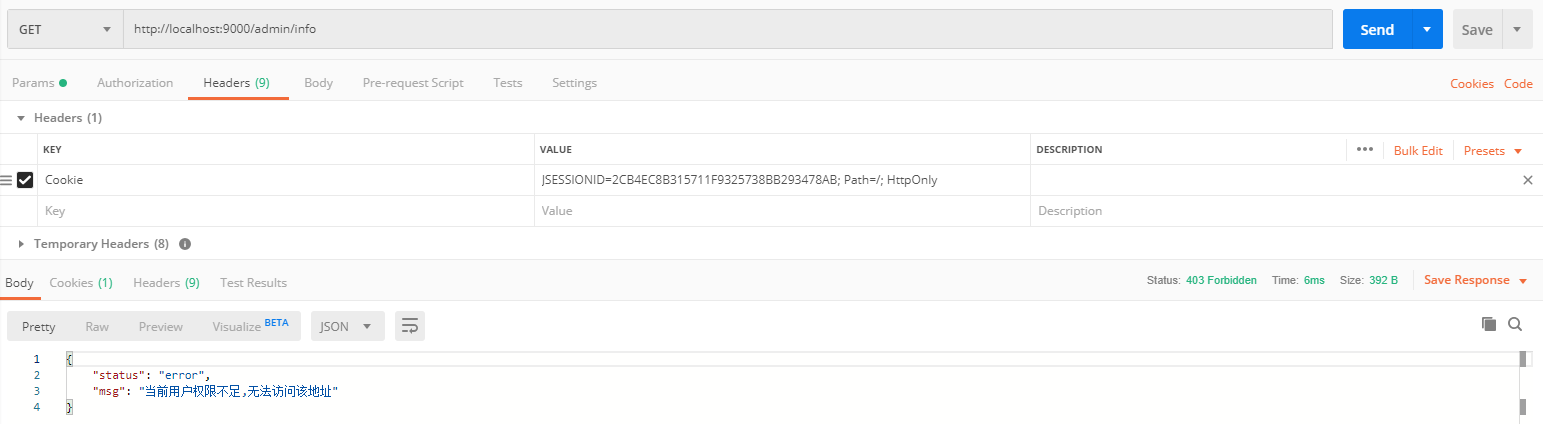 GET http://localhost:9000/admin/info Send Save
Params Authorization Headers (9) Body Pre-request Script Tests Settings Cookies Code
Headers (1)
KEY VALUE DESCRIPTION Bulk Edit Presets
Cookie JSESSIONID=2CB4EC8B315711F9325738BB293478AB; Path=/; HttpOnly
Key Value Description
Temporary Headers (8)
Body Cookies (1) Headers (9) Test Results Status: 403 Forbidden Time: 6ms Size: 392 B Save Response
Pretty Raw Preview Visualize BETA JSON
1 {
2 "status": "error",
3 "msg": "当前用户权限不足,无法访问该地址"
4 }